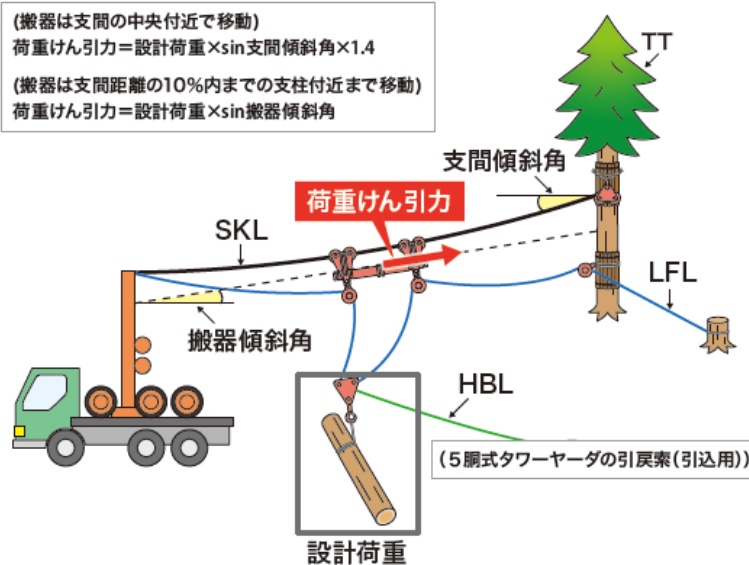 (搬器は支間の中央付近で移動)
荷重けん引力＝設計荷重×sin支間傾斜角×1.4
(搬器は支間距離の10％内までの支柱付近まで移動)
荷重けん引力＝設計荷重×sin搬器傾斜角
TT
支間傾斜角
荷重けん引力
SKL
LFL
搬器傾斜角
HBL
(５胴式タワーヤーダの引戻索(引込用))
設計荷重